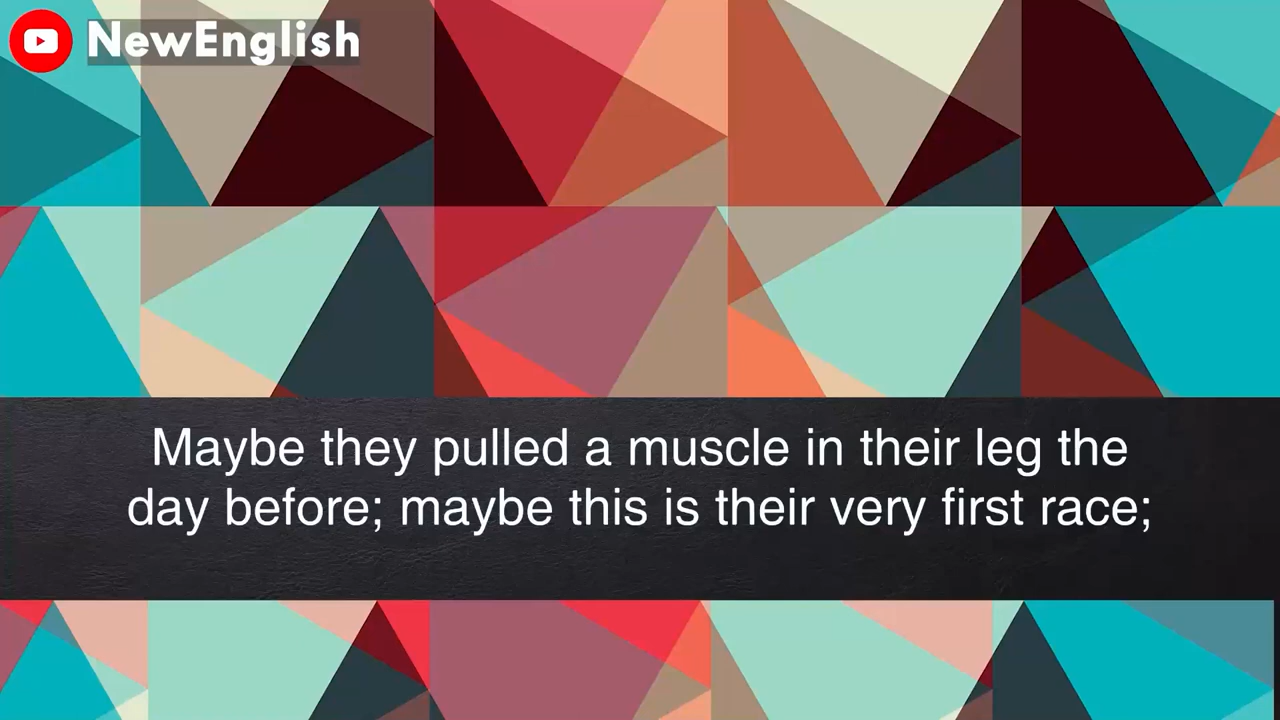 NewEnglish
Maybe they pulled a muscle in their leg the
day before; maybe this is their very first race;